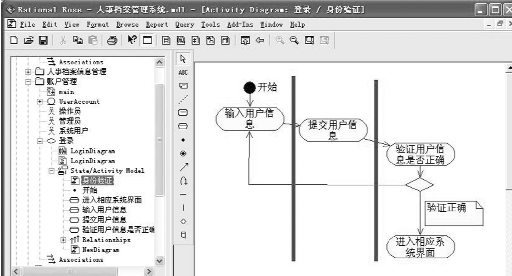 Rational Rose - 人事档案管理系统.mdl - [Activity Diagram: 登录 / 身份验证]
File Edit View Format Browse Report Query Tools Add-Ins Window Help
Associations
人事档案信息管理
账户管理
main
UserAccount
操作员
管理员
系统用户
登录
LoginDiagram
LoginDiagram
State/Activity Model
身份验证
开始
进入相应系统界面
输入用户信息
提交用户信息
验证用户信息是否正确
Relationships
NewDiagram
Associations
ABC
开始
输入用户信
息
提交用户信
息
验证用户信
息是否正确
验证正确
进入相应系
统界面